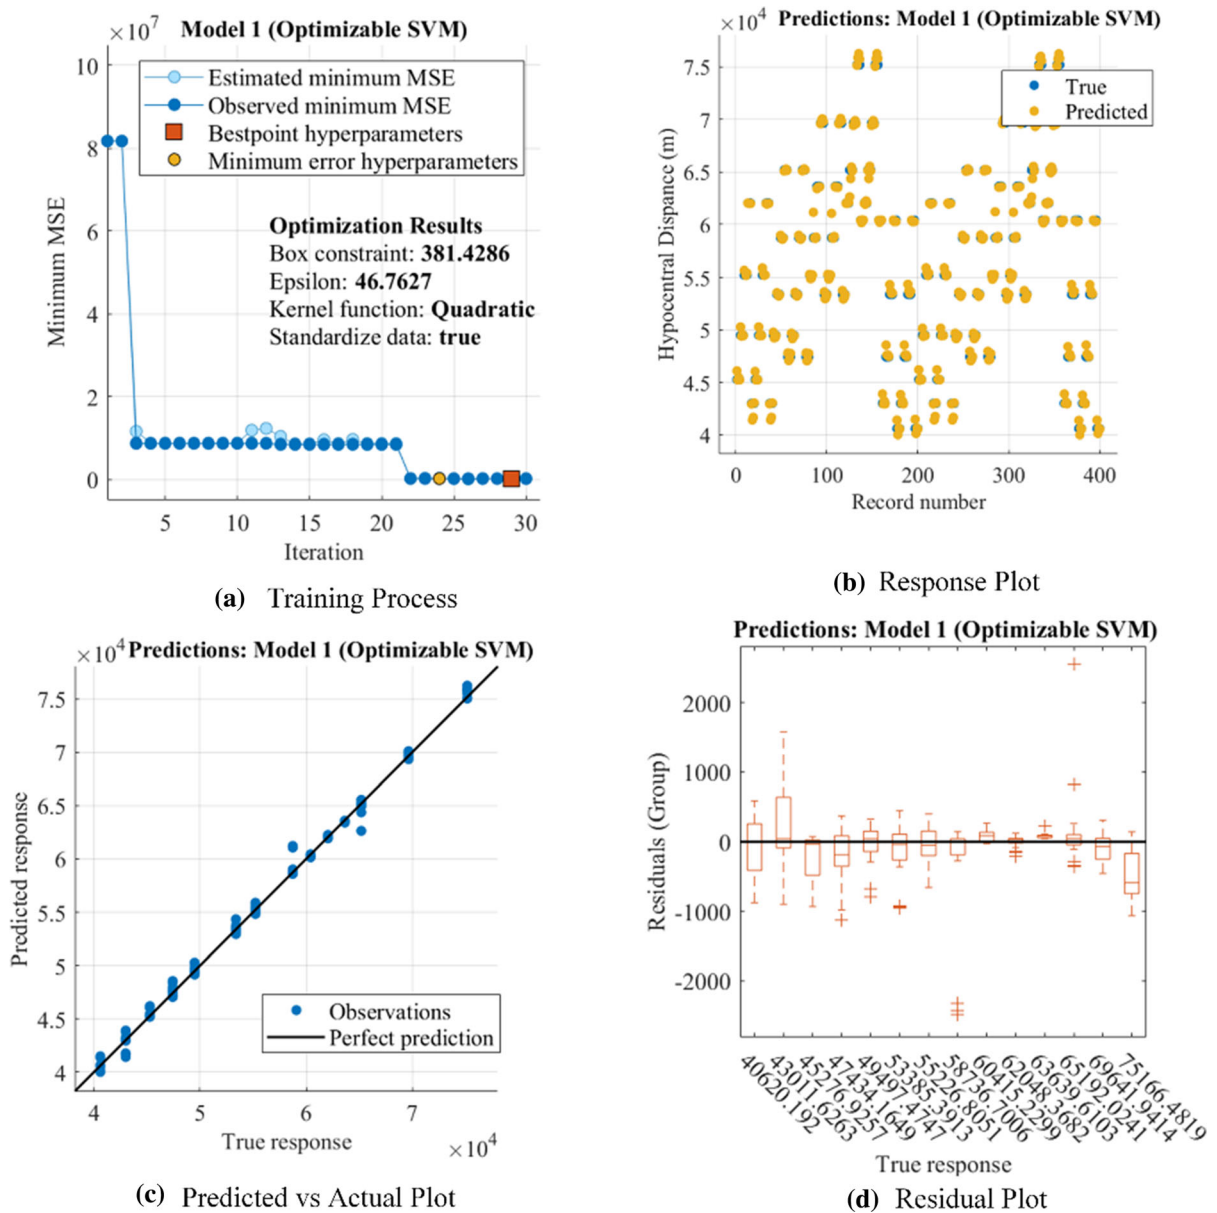 ×10⁷
Model 1 (Optimizable SVM)
Estimated minimum MSE
Observed minimum MSE
Bestpoint hyperparameters
Minimum error hyperparameters
Optimization Results
Box constraint: 381.4286
Epsilon: 46.7627
Kernel function: Quadratic
Standardize data: true
Minimum MSE
10
8
6
4
2
0
5
10
15
20
25
30
Iteration
(a) Training Process
×10⁴
Predictions: Model 1 (Optimizable SVM)
True
Predicted
Hypocentral Dispance (m)
7.5
7
6.5
6
5.5
5
4.5
4
0
100
200
300
400
Record number
(b) Response Plot
×10⁴
Predictions: Model 1 (Optimizable SVM)
Predicted response
7.5
7
6.5
6
5.5
5
4.5
4
Observations
Perfect prediction
4
5
6
7
True response
×10⁴
(c) Predicted vs Actual Plot
Predictions: Model 1 (Optimizable SVM)
Residuals (Group)
2000
1000
0
-1000
-2000
40620.192
43011.6263
45276.9257
47434.1649
49497.4747
53385.3913
55226.8051
58736.7006
60415.2299
62048.3682
63639.6103
65192.0241
69641.9414
75166.4819
True response
(d) Residual Plot